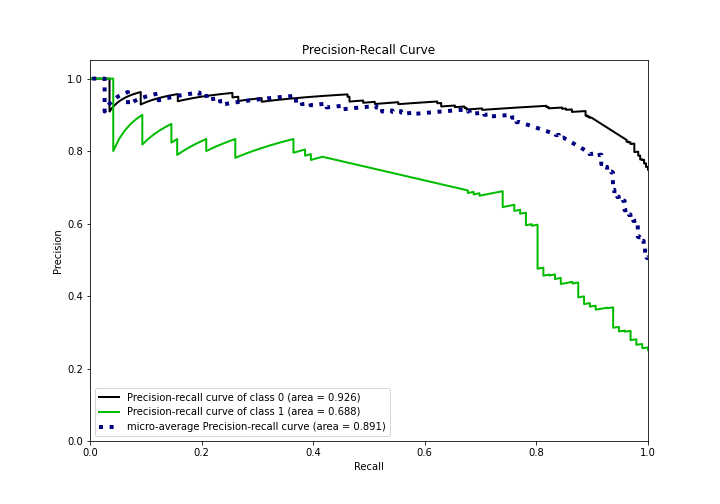 Precision-Recall Curve
1.0
0.8
0.6
0.4
0.2
0.0
Precision
Precision-recall curve of class 0 (area = 0.926)
Precision-recall curve of class 1 (area = 0.688)
micro-average Precision-recall curve (area = 0.891)
0.0 0.2 0.4 0.6 0.8 1.0
Recall